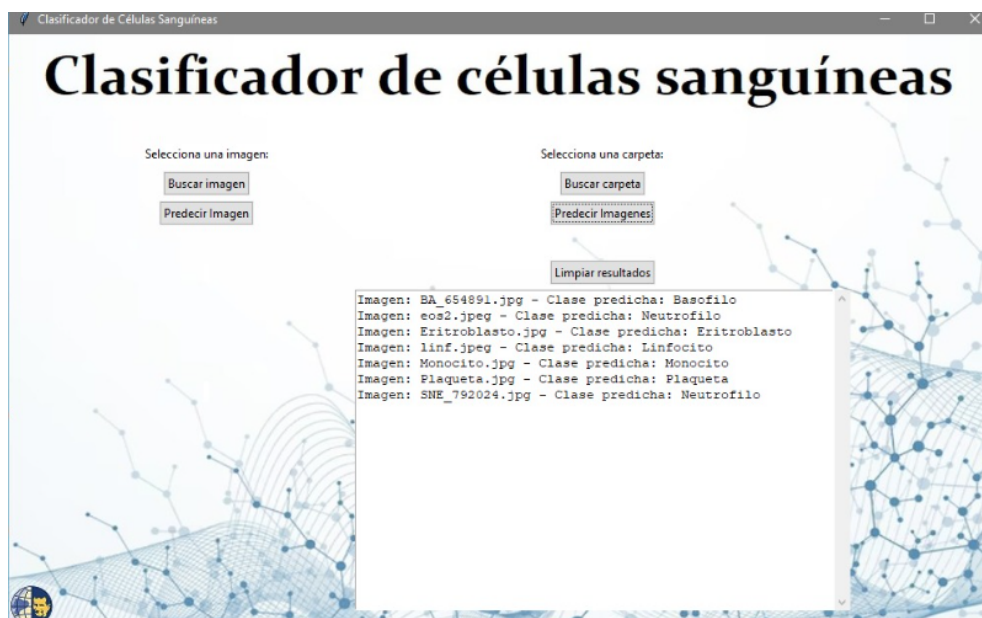 Clasificador de Células Sanguíneas
Clasificador de células sanguíneas
Selecciona una imagen:
Buscar imagen
Predecir Imagen
Selecciona una carpeta:
Buscar carpeta
Predecir Imagenes
Limpiar resultados
Imagen: BA_654891.jpg - Clase predicha: Basofilo
Imagen: eos2.jpeg - Clase predicha: Neutrofilo
Imagen: Eritroblasto.jpg - Clase predicha: Eritroblasto
Imagen: linf.jpeg - Clase predicha: Linfocito
Imagen: Monocito.jpg - Clase predicha: Monocito
Imagen: Plaqueta.jpg - Clase predicha: Plaqueta
Imagen: SNE_792024.jpg - Clase predicha: Neutrofilo